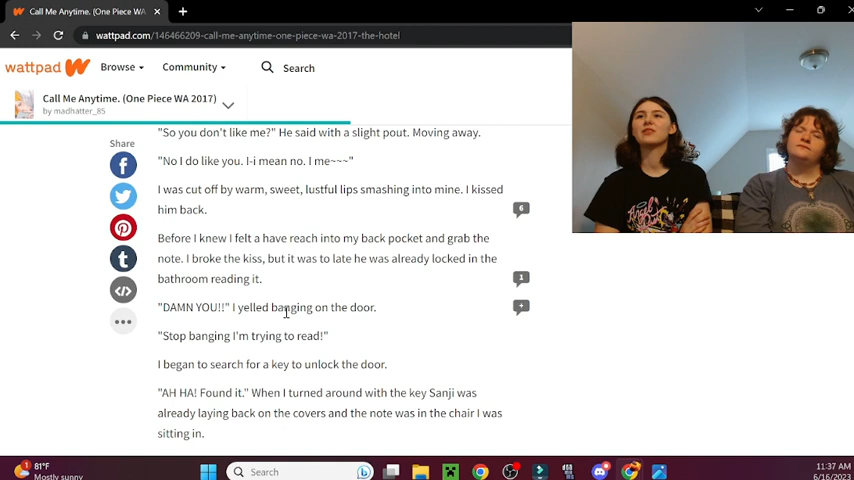 Call Me Anytime. (One Piece WA
wattpad.com/146466209-call-me-anytime-one-piece-wa-2017-the-hotel
wattpad Browse Community Search
Call Me Anytime. (One Piece WA 2017)
by madhatter_85
Share
"So you don't like me?" He said with a slight pout. Moving away.
"No I do like you. I-i mean no. I me~~~"
I was cut off by warm, sweet, lustful lips smashing into mine. I kissed
him back.
6
Before I knew I felt a have reach into my back pocket and grab the
note. I broke the kiss, but it was to late he was already locked in the
bathroom reading it.
1
"DAMN YOU!!" I yelled banging on the door.
+
"Stop banging I'm trying to read!"
I began to search for a key to unlock the door.
"AH HA! Found it." When I turned around with the key Sanji was
already laying back on the covers and the note was in the chair I was
sitting in.
81°F
Mostly sunny
Search
11:37 AM
6/16/2023